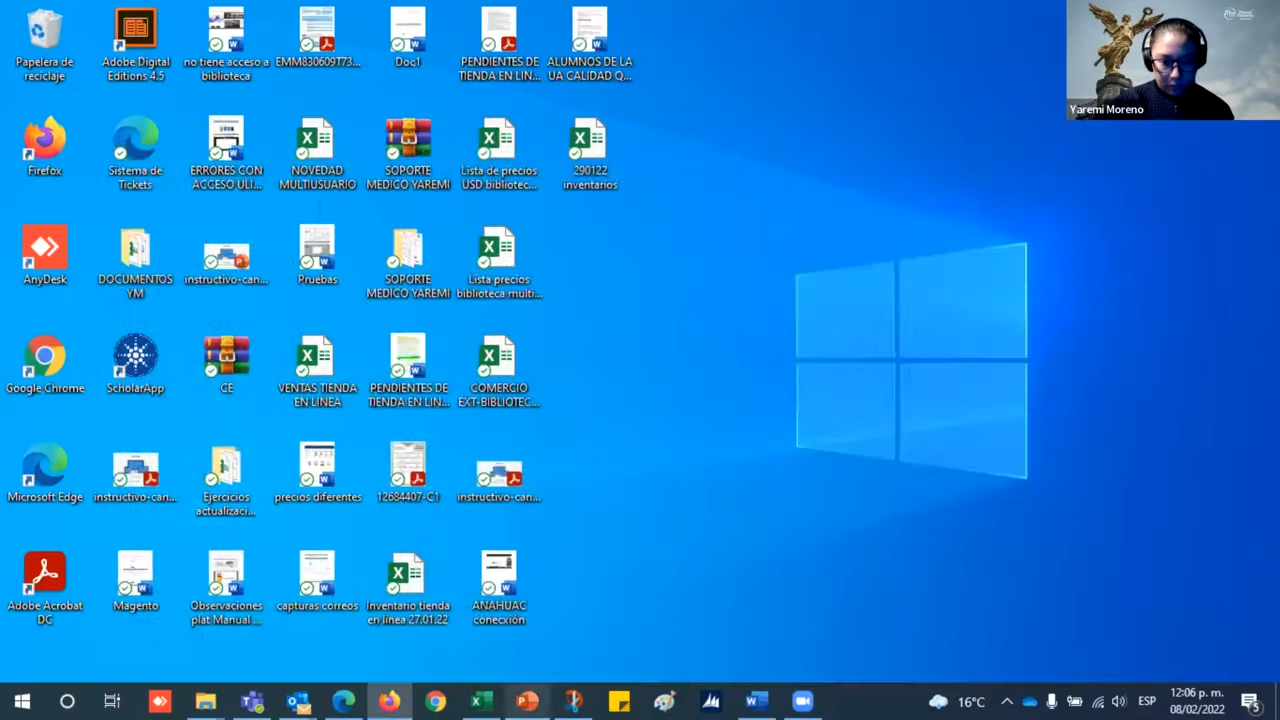 Papelera de
reciclaje
Adobe Digital
Editions 4.5
no tiene acceso a
biblioteca
EMM830609T73...
Doc1
PENDIENTES DE
TIENDA EN LIN...
ALUMNOS DE LA
UA CALIDAD Q...
Yaremi Moreno
Firefox
Sistema de
Tickets
ERRORES CON
ACCESO ULI...
NOVEDAD
MULTIUSUARIO
SOPORTE
MEDICO YAREMI
Lista de precios
USD bibliotec...
290122
inventarios
AnyDesk
DOCUMENTOS
YM
instructivo-can...
Pruebas
SOPORTE
MEDICO YAREMI
Lista precios
biblioteca multi...
Google Chrome
ScholarApp
CE
VENTAS TIENDA
EN LINEA
PENDIENTES DE
TIENDA EN LIN...
COMERCIO
EXT-BIBLIOTEC...
Microsoft Edge
instructivo-can...
Ejercicios
actualizaci...
precios diferentes
12684407-C1
instructivo-can...
Adobe Acrobat
DC
Magento
Observaciones
plat Manual ...
capturas correos
Inventario tienda
en linea 27.01.22
ANAHUAC
conecxión
16°C
ESP
12:06 p. m.
08/02/2022
5